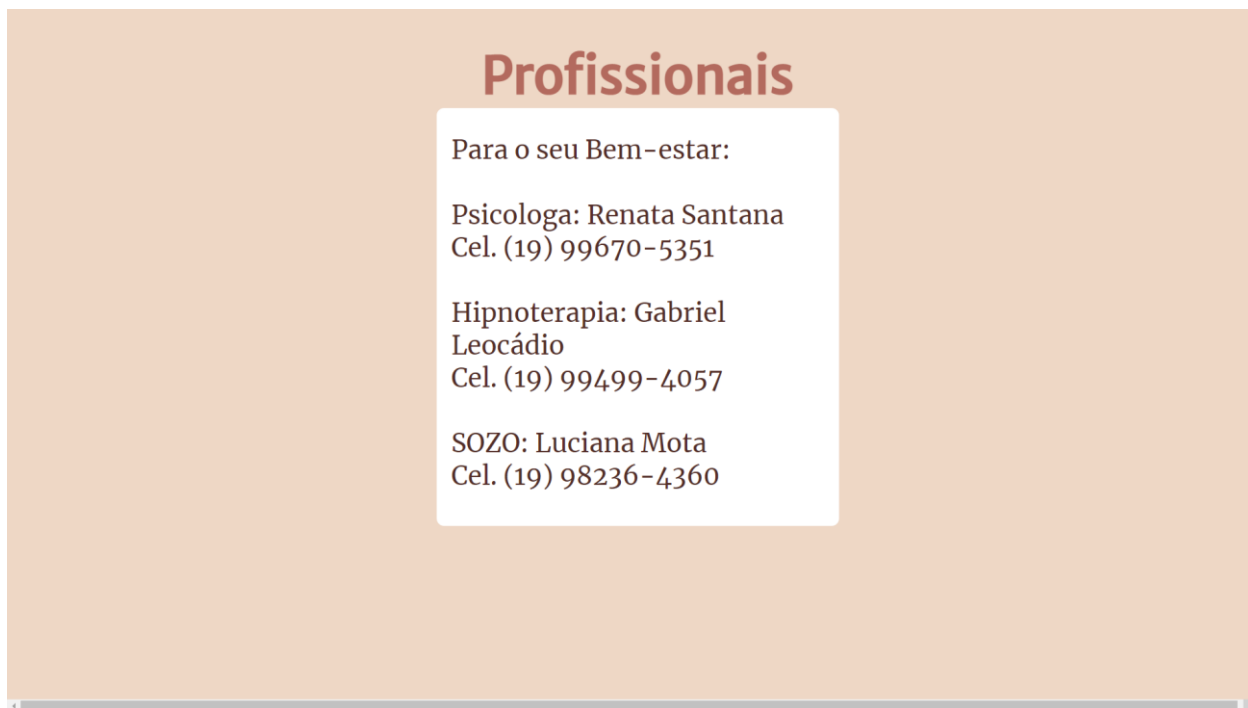 Profissionais
Para o seu Bem-estar:
Psicologa: Renata Santana
Cel. (19) 99670-5351
Hipnoterapia: Gabriel
Leocádio
Cel. (19) 99499-4057
SOZO: Luciana Mota
Cel. (19) 98236-4360